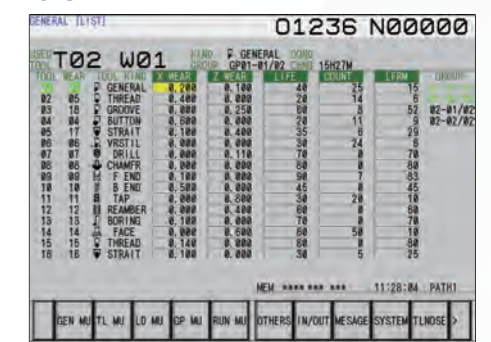 GENERAL [LIST]
O1236 N00000
USED TOOL T02 W01 KIND GENERAL
GROUP GP01-01/02 CHNG 15H27M
TOOL WEAR TOOL KIND X WEAR Z WEAR LIFE COUNT LFRM GROUP
GENERAL 0.200 0.100 40 25 15
02 05 THREAD 0.400 0.000 20 14 6
03 18 GROOVE 0.000 0.250 60 8 52 02-01/02
04 04 BUTTON 0.600 0.000 20 11 9 02-02/02
05 17 STRAIT 0.100 0.400 35 6 29
06 06 VRSTIL 0.000 0.000 30 24 6
07 07 DRILL 0.000 0.110 70 0 70
08 08 CHAMFR 0.000 0.000 80 0 80
09 09 F END 0.100 0.000 90 7 83
10 10 B END 0.500 0.000 45 0 45
11 11 TAP 0.000 0.800 30 20 10
12 12 REAMBER 0.000 0.400 60 0 60
13 13 BORING 0.100 0.000 70 0 70
14 14 FACE 0.000 0.600 60 50 10
15 15 THREAD 0.140 0.000 80 0 80
16 16 STRAIT 0.100 0.000 30 5 25
MEM **** *** *** 11:28:04 PATH1
GEN MU TL MU LD MU GP MU RUN MU OTHERS IN/OUT MESAGE SYSTEM TLNOSE >